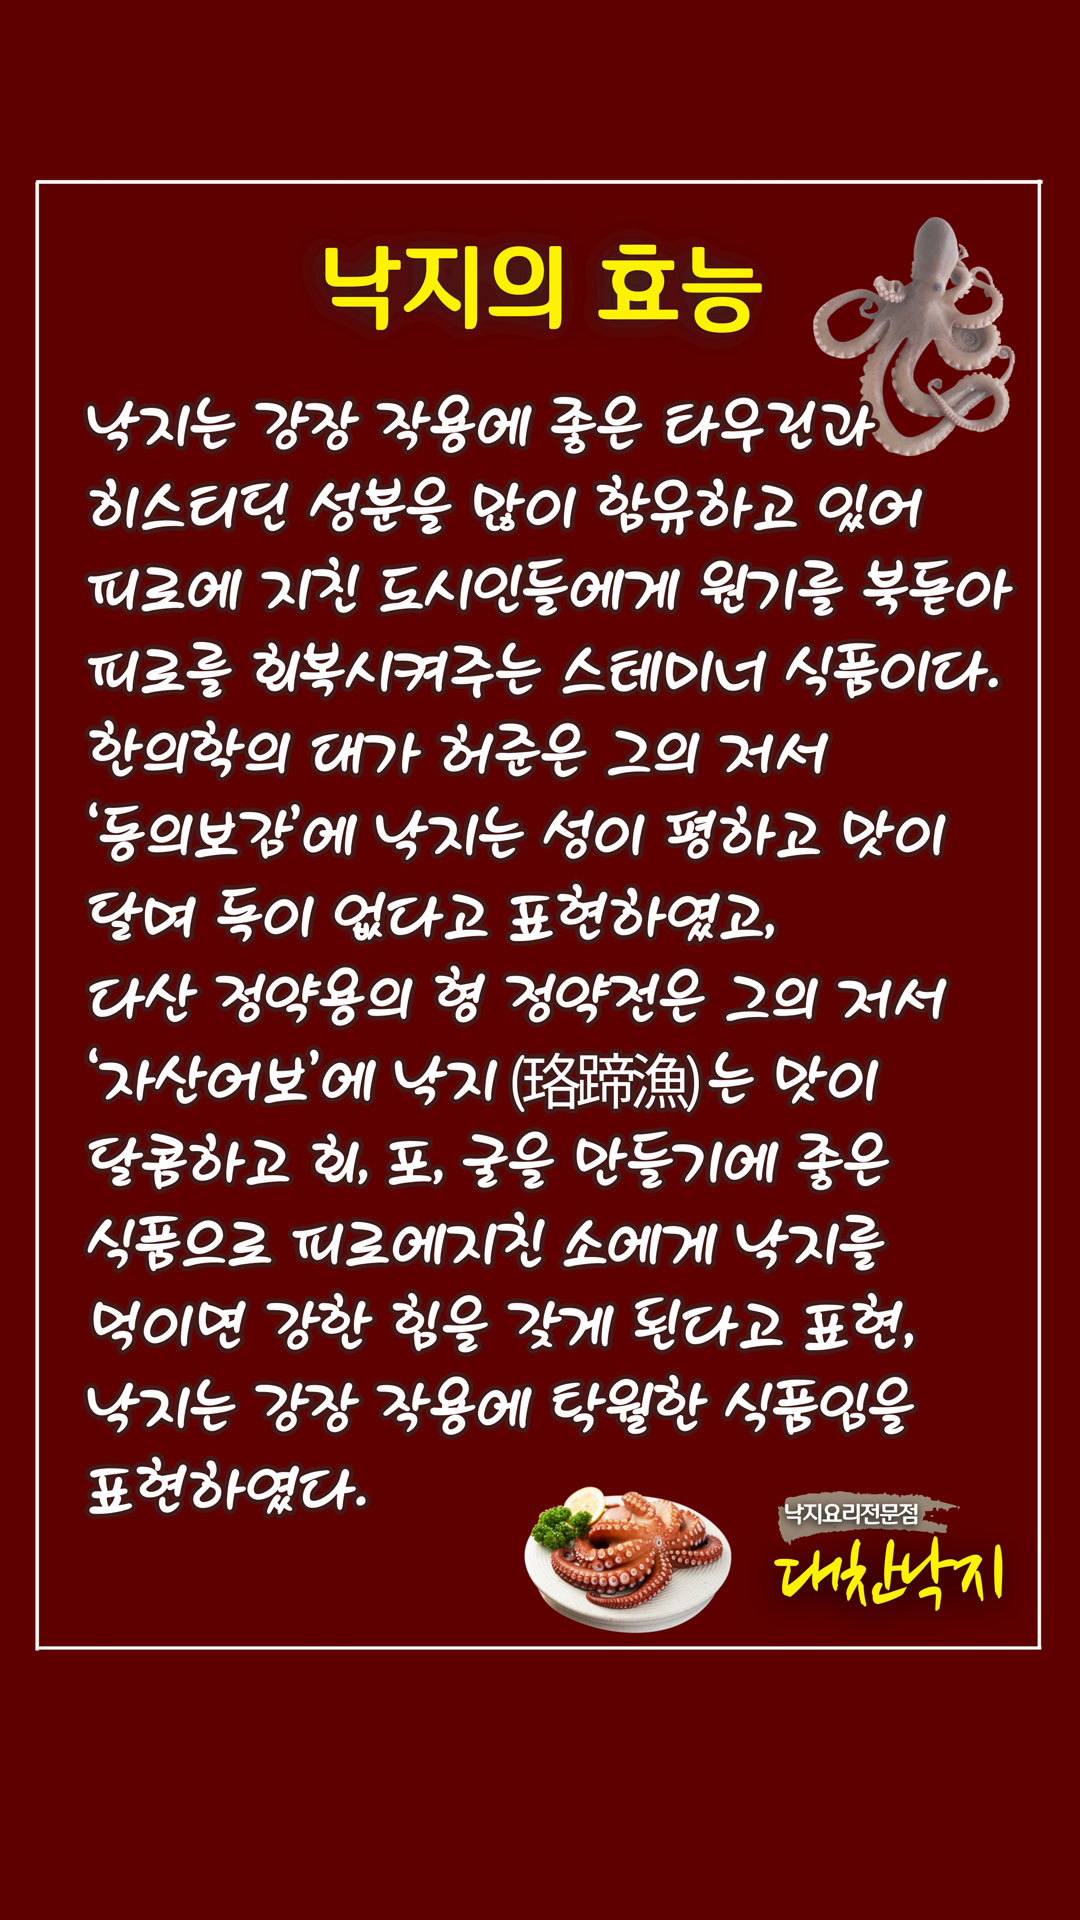 낙지의 효능
낙지는 강장 작용에 좋은 타우린과
히스티딘 성분을 많이 함유하고 있어
피로에 지친 도시인들에게 원기를 북돋아
피로를 회복시켜주는 스테미너 식품이다.
한의학의 대가 허준은 그의 저서
‘동의보감’에 낙지는 성이 평하고 맛이
달며 독이 없다고 표현하였고,
다산 정약용의 형 정약전은 그의 저서
‘자산어보’에 낙지 (珞蹄漁)는 맛이
달콤하고 회, 포, 굴을 만들기에 좋은
식품으로 피로에지친 소에게 낙지를
먹이면 강한 힘을 갖게 된다고 표현,
낙지는 강장 작용에 탁월한 식품임을
표현하였다.
낙지요리전문점
대찬낙지